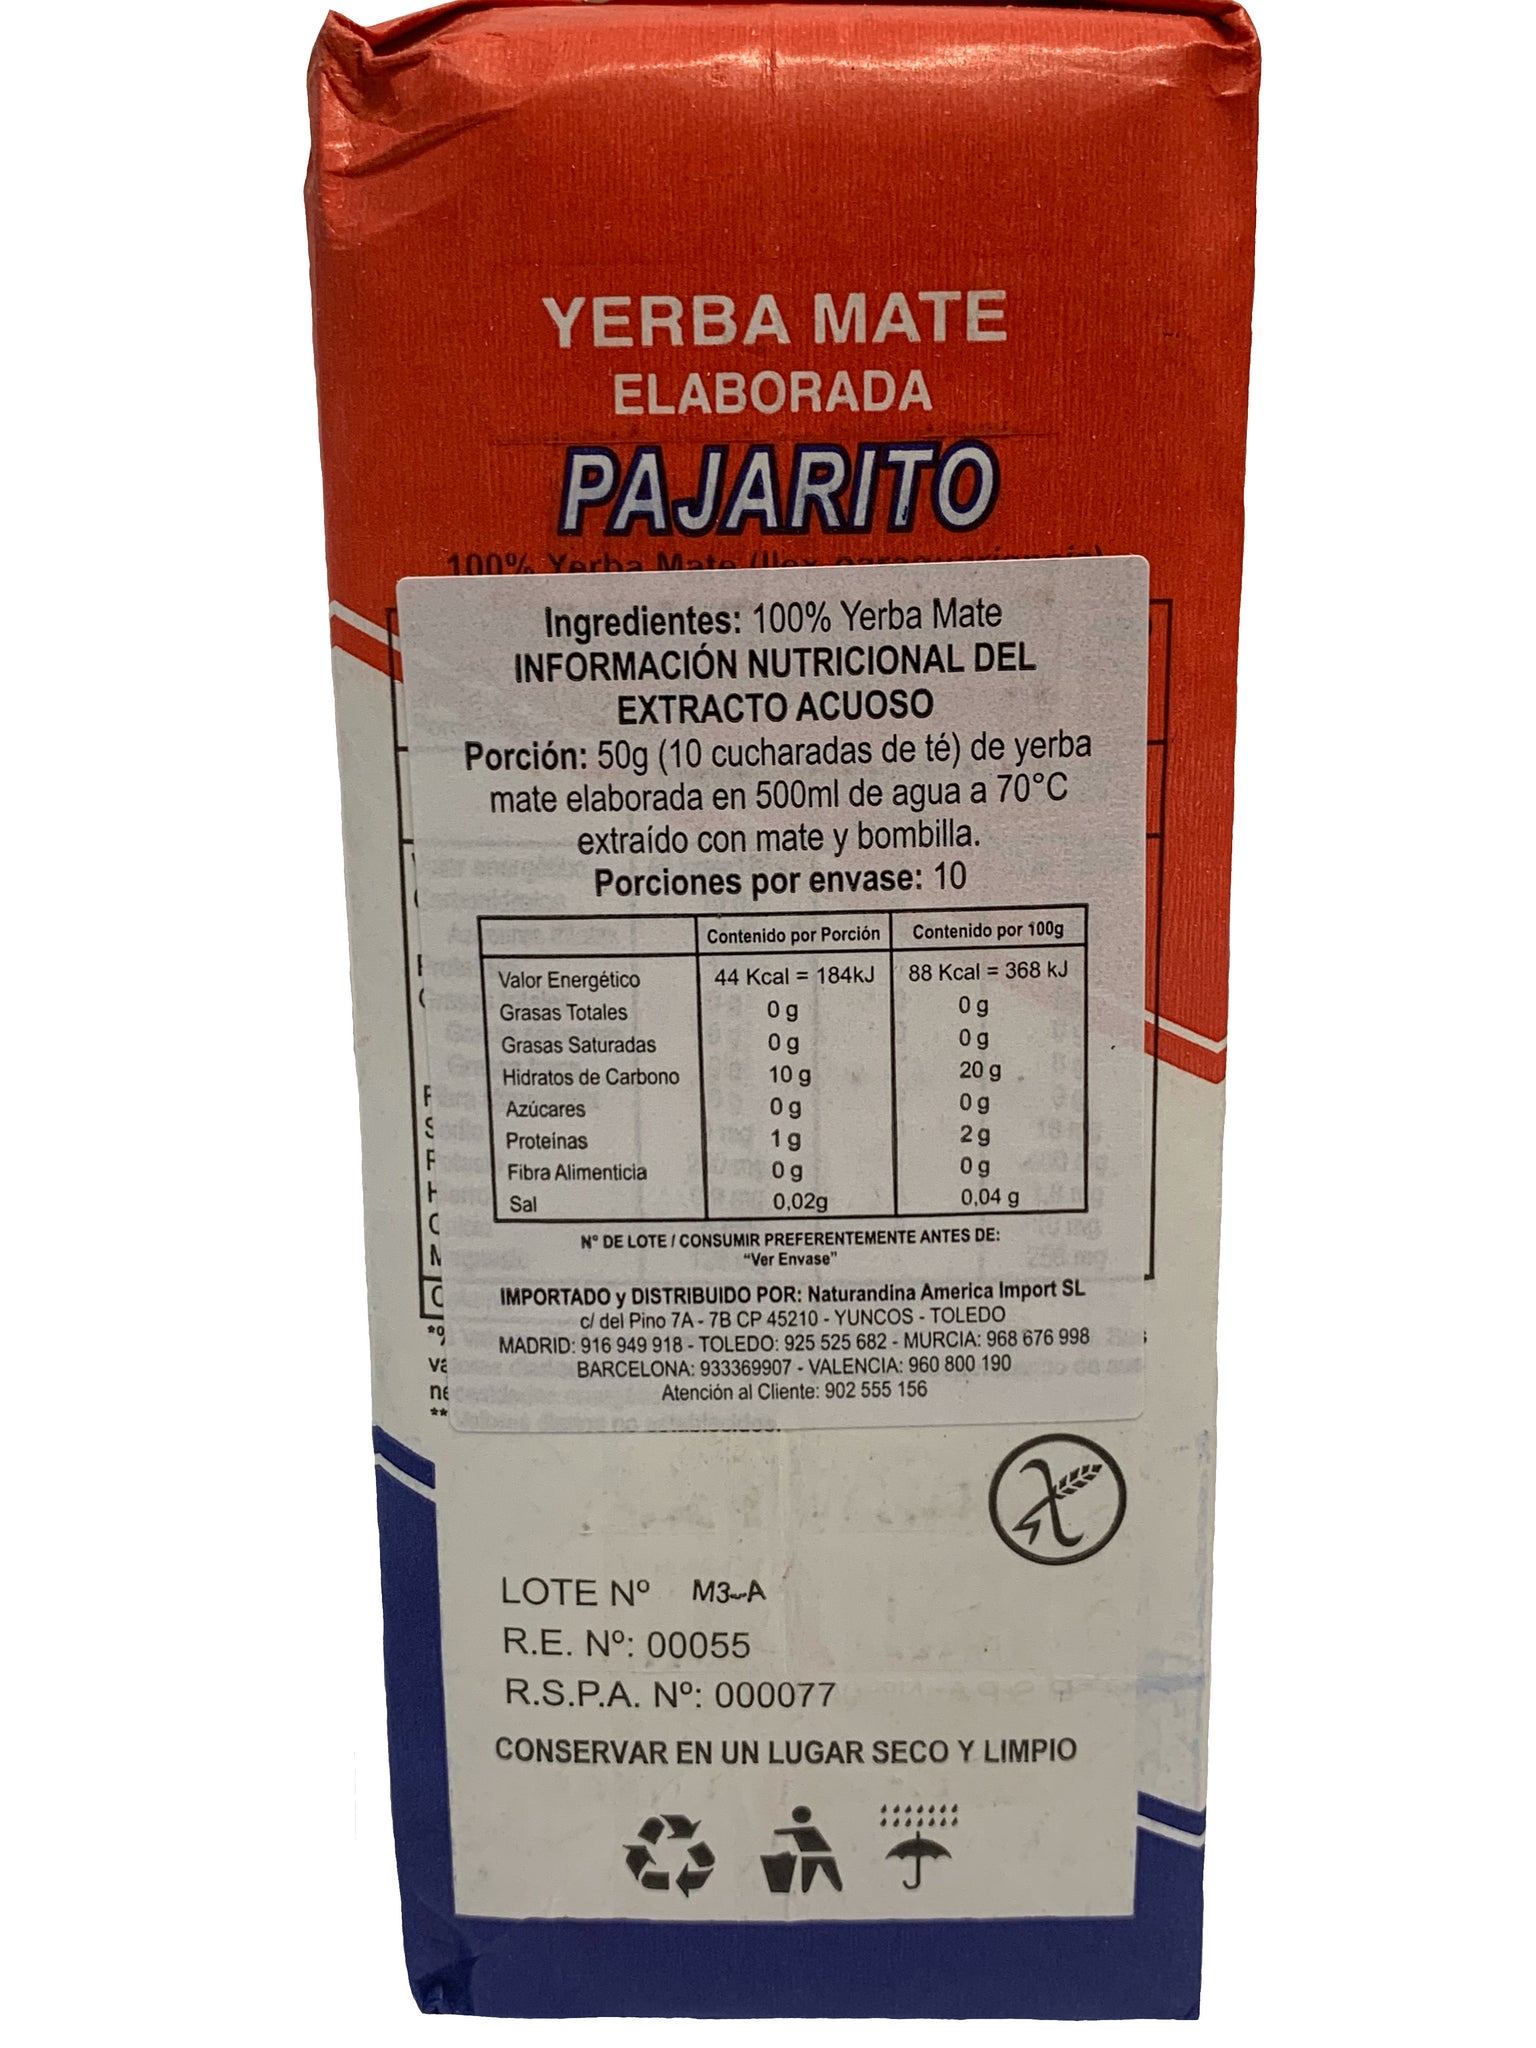 YERBA MATE
ELABORADA
PAJARITO
100% Yerba Mate (Ilex paraguariensis)
Ingredientes: 100% Yerba Mate
INFORMACIÓN NUTRICIONAL DEL
EXTRACTO ACUOSO
Porción: 50g (10 cucharadas de té) de yerba
mate elaborada en 500ml de agua a 70°C
extraído con mate y bombilla.
Porciones por envase: 10
Contenido por Porción Contenido por 100g
Valor Energético 44 Kcal = 184kJ 88 Kcal = 368 kJ
Grasas Totales 0 g 0 g
Grasas Saturadas 0 g 0 g
Hidratos de Carbono 10 g 20 g
Azúcares 0 g 0 g
Proteínas 1 g 2 g
Fibra Alimenticia 0 g 0 g
Sal 0,02g 0,04 g
N° DE LOTE / CONSUMIR PREFERENTEMENTE ANTES DE:
"Ver Envase"
IMPORTADO y DISTRIBUIDO POR: Naturandina America Import SL
c/ del Pino 7A - 7B CP 45210 - YUNCOS - TOLEDO
MADRID: 916 949 918 - TOLEDO: 925 525 682 - MURCIA: 968 676 998
BARCELONA: 933369907 - VALENCIA: 960 800 190
Atención al Cliente: 902 555 156
LOTE Nº M3-A
R.E. Nº: 00055
R.S.P.A. Nº: 000077
CONSERVAR EN UN LUGAR SECO Y LIMPIO